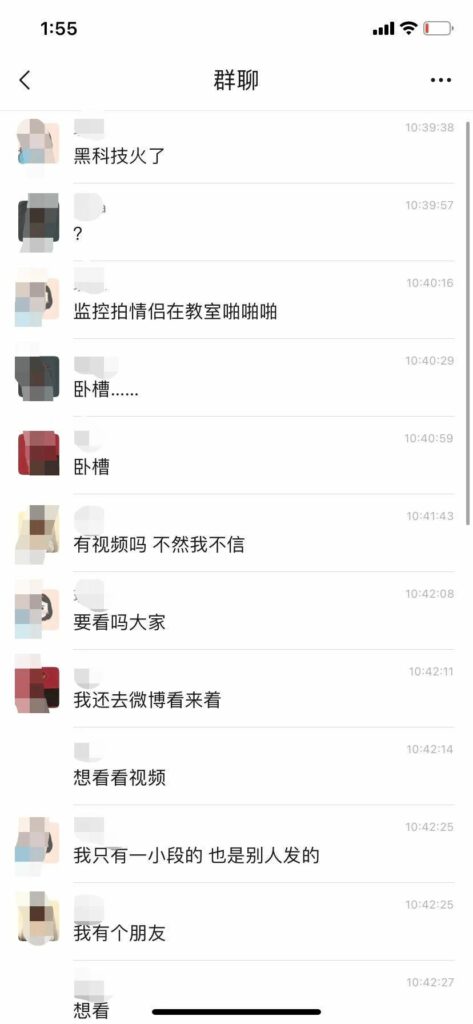 1:55
群聊
10:39:38
黑科技火了
10:39:57
?
10:40:16
监控拍情侣在教室啪啪啪
10:40:29
卧槽......
10:40:59
卧槽
10:41:43
有视频吗 不然我不信
10:42:08
要看吗大家
10:42:11
我还去微博看来着
10:42:14
想看看视频
10:42:25
我只有一小段的 也是别人发的
10:42:25
我有个朋友
10:42:27
想看